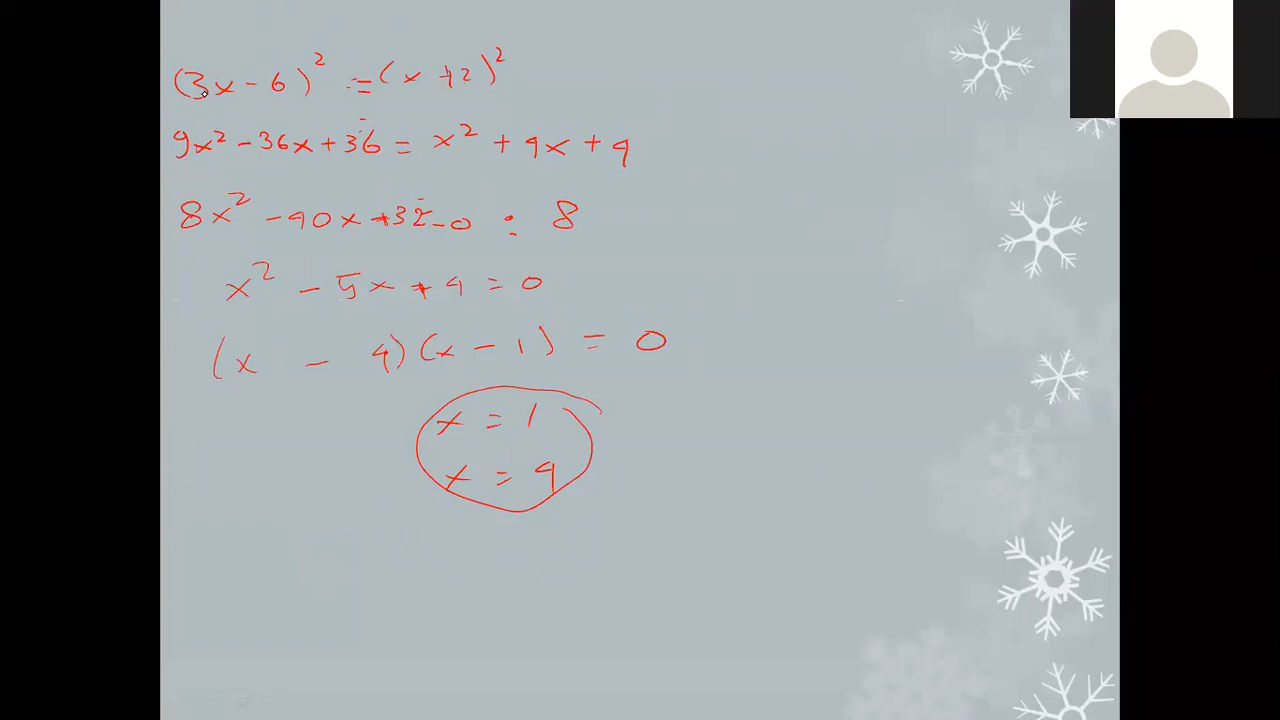 (3x - 6)² = (x + 2)²
9x² - 36x + 36 = x² + 4x + 4
8x² - 40x + 32 = 0 : 8
x² - 5x + 4 = 0
(x - 4)(x - 1) = 0
x = 1
x = 4